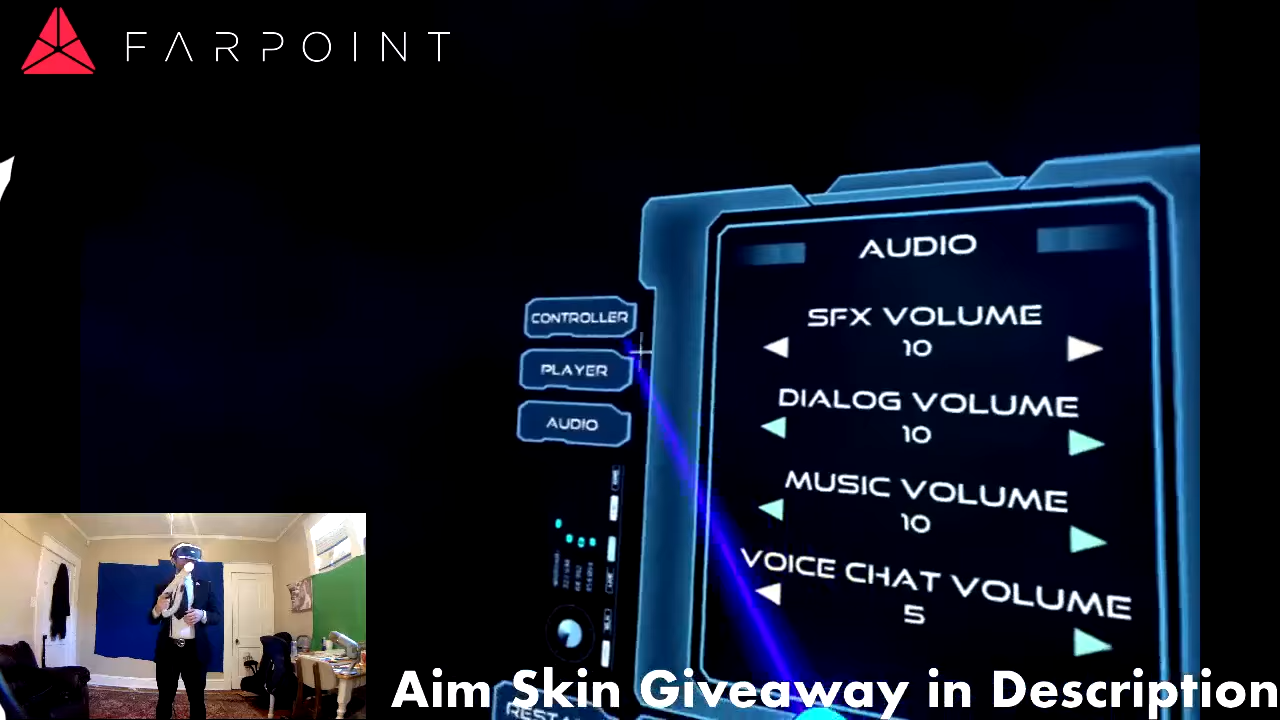 FARPOINT
AUDIO
SFX VOLUME
10
DIALOG VOLUME
10
MUSIC VOLUME
10
VOICE CHAT VOLUME
5
CONTROLLER
PLAYER
AUDIO
Aim Skin Giveaway in Description